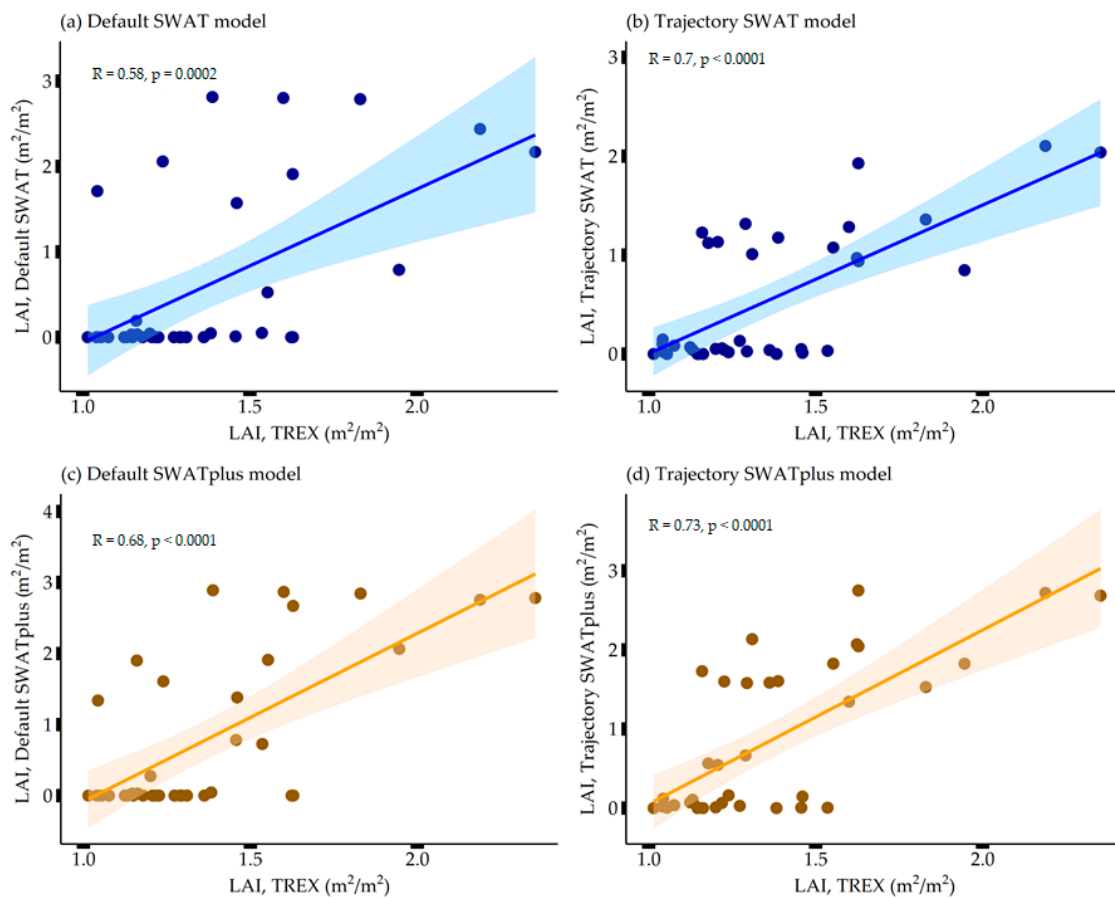 (a) Default SWAT model
R = 0.58, p = 0.0002
LAI, Default SWAT (m²/m²)
3
2
1
0
1.0 1.5 2.0
LAI, TREX (m²/m²)
(b) Trajectory SWAT model
R = 0.7, p < 0.0001
LAI, Trajectory SWAT (m²/m²)
3
2
1
0
1.0 1.5 2.0
LAI, TREX (m²/m²)
(c) Default SWATplus model
R = 0.68, p < 0.0001
LAI, Default SWATplus (m²/m²)
4
3
2
1
0
1.0 1.5 2.0
LAI, TREX (m²/m²)
(d) Trajectory SWATplus model
R = 0.73, p < 0.0001
LAI, Trajectory SWATplus (m²/m²)
3
2
1
0
1.0 1.5 2.0
LAI, TREX (m²/m²)